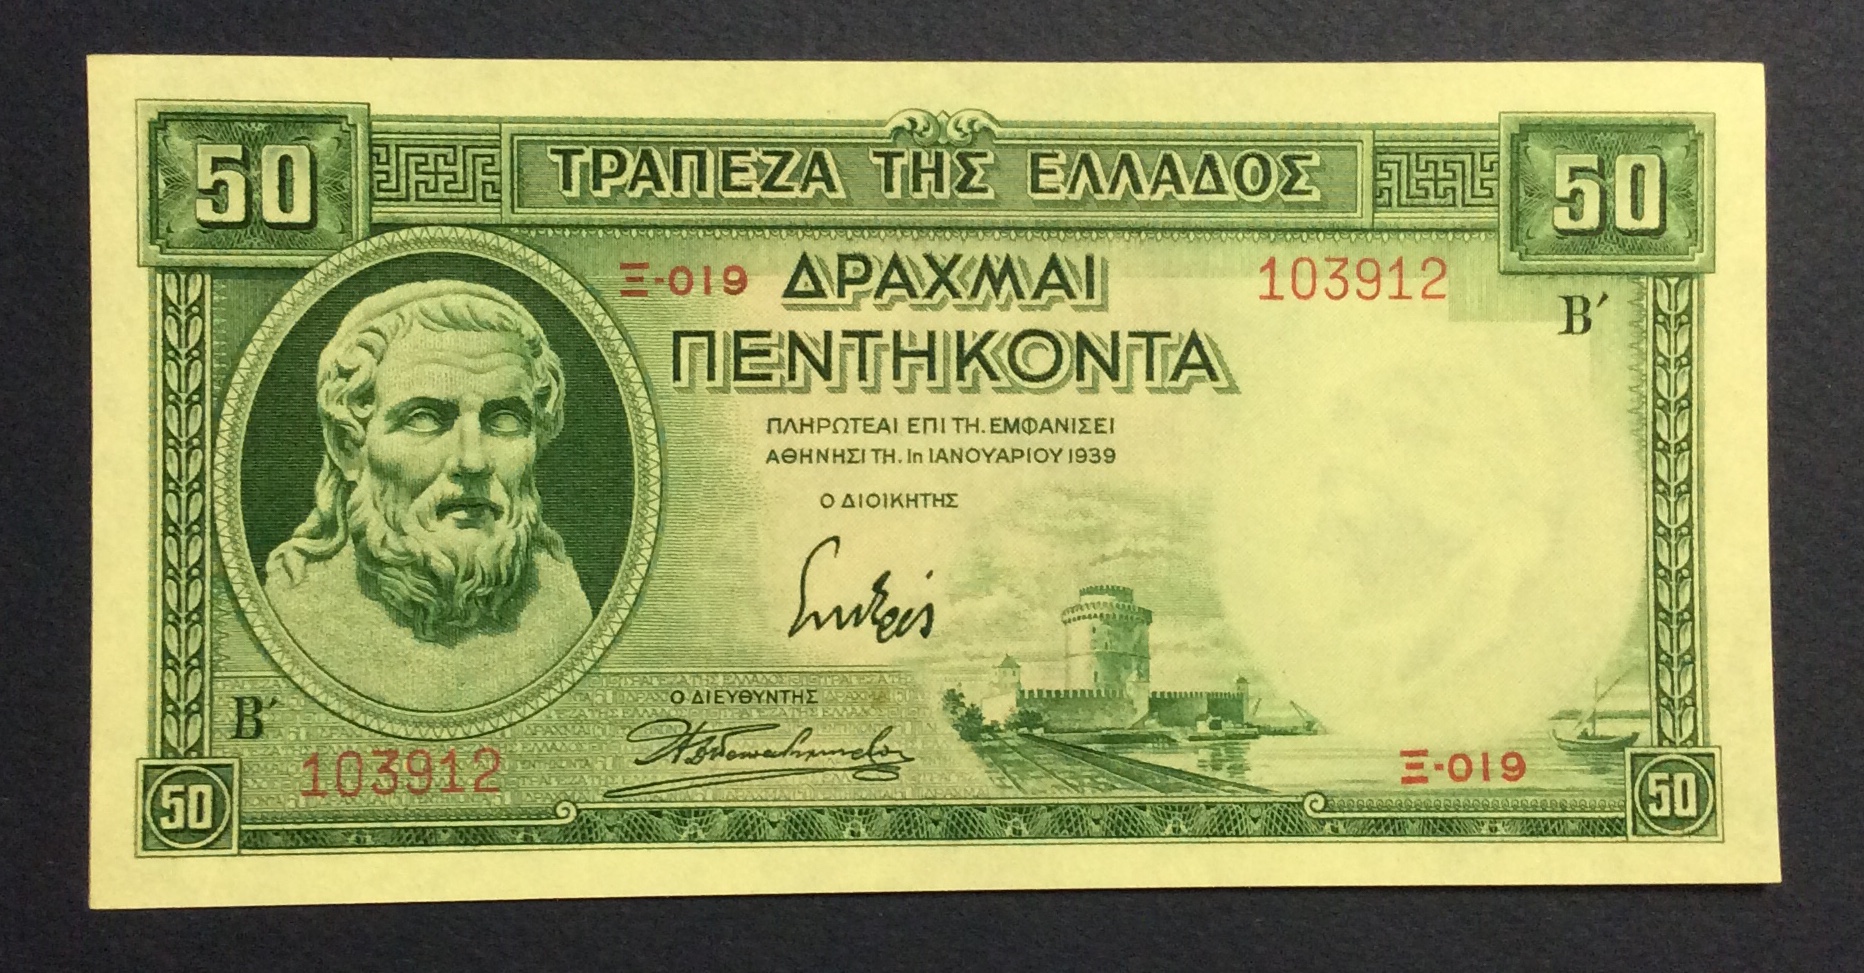 50 ΤΡΑΠΕΖΑ ΤΗΣ ΕΛΛΑΔΟΣ 50
Ξ-019 ΔΡΑΧΜΑΙ 103912
Β΄
ΠΕΝΤΗΚΟΝΤΑ
ΠΛΗΡΩΤΕΑΙ ΕΠΙ ΤΗ. ΕΜΦΑΝΙΣΕΙ
ΑΘΗΝΗΣΙ ΤΗ. 1η ΙΑΝΟΥΑΡΙΟΥ 1939
Ο ΔΙΟΙΚΗΤΗΣ
Ο ΔΙΕΥΘΥΝΤΗΣ
Β΄
103912 Ξ-019
50 50